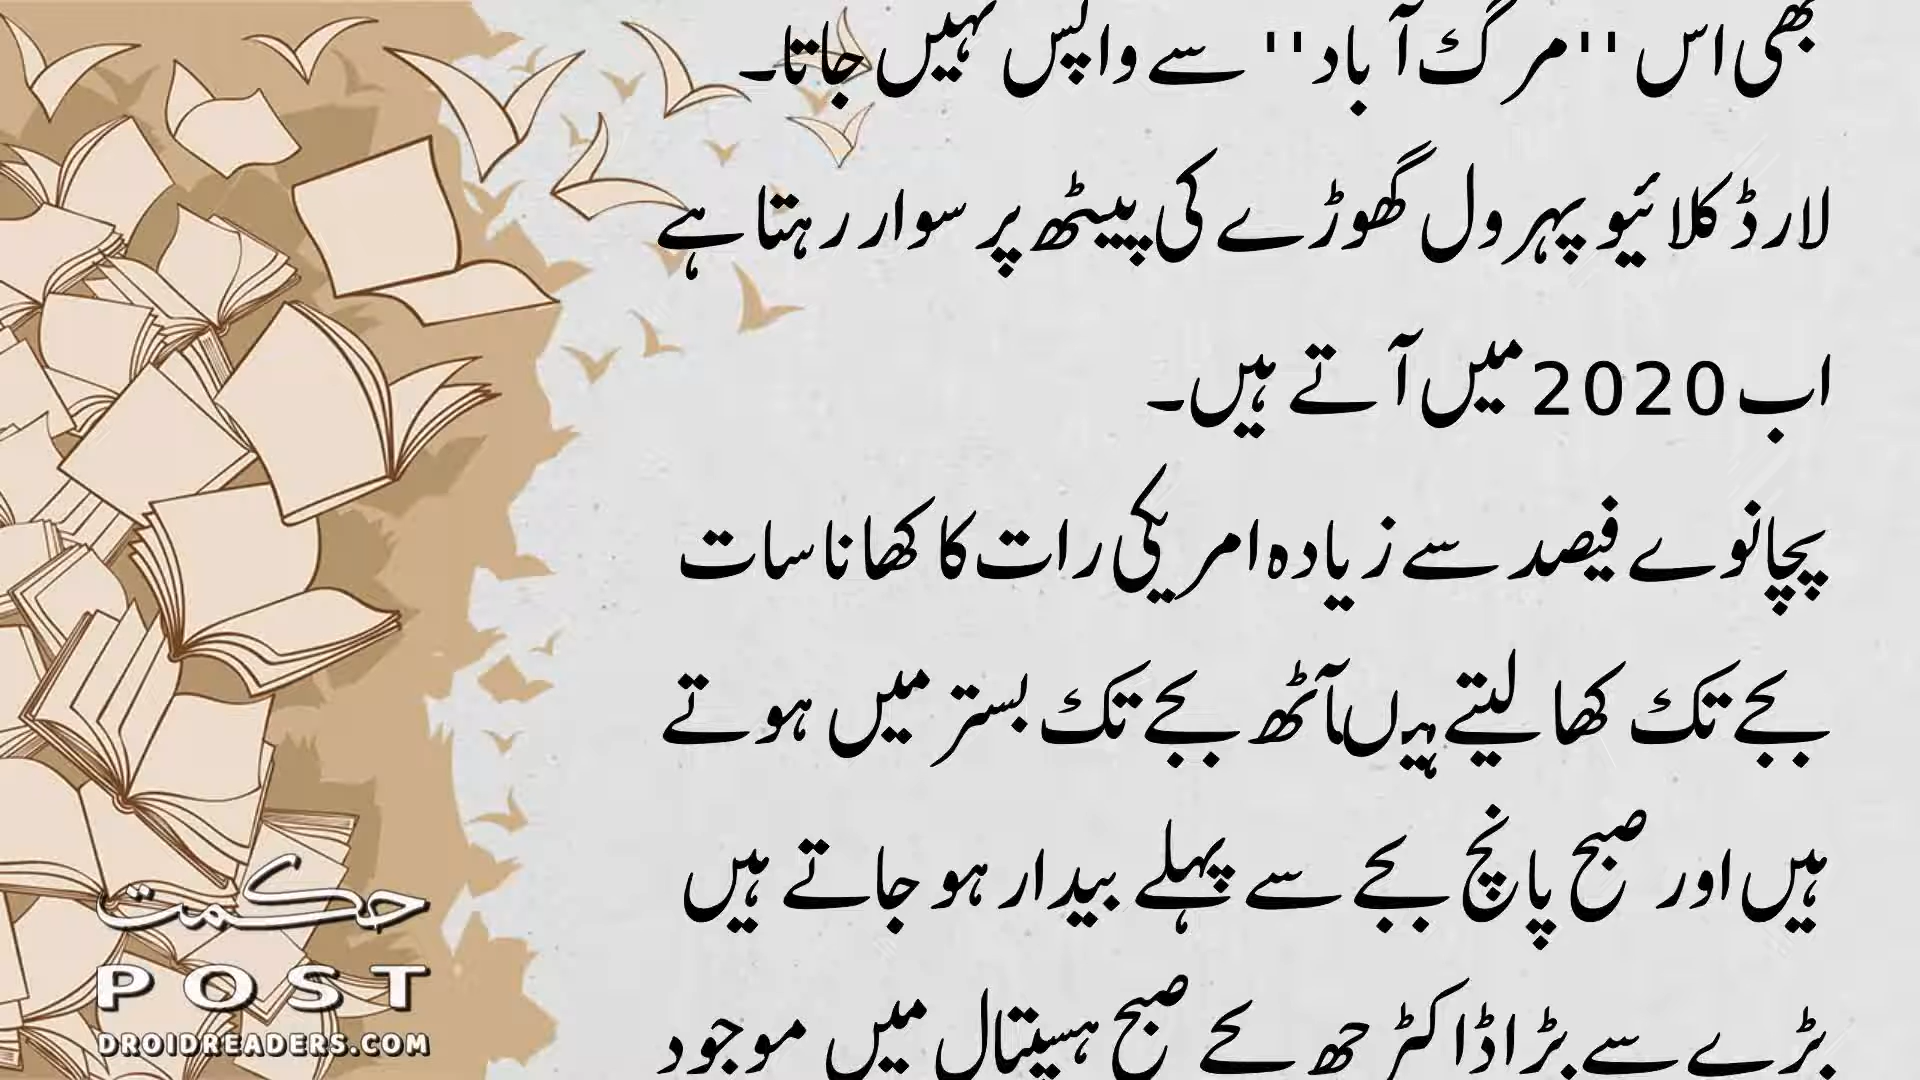 بھی اس "مرگ آباد" سے واپس نہیں جاتا۔
لارڈ کلائیو پہروں گھوڑے کی پیٹھ پر سوار رہتا ہے
اب 2020 میں آتے ہیں۔
پچانوے فیصد سے زیادہ امریکی رات کا کھانا سات
بجے تک کھا لیتے ہیں آٹھ بجے تک بستر میں ہوتے
ہیں اور صبح پانچ بجے سے پہلے بیدار ہو جاتے ہیں
بڑے سے بڑا ڈاکٹر چھ بجے صبح ہسپتال میں موجود
حکمت
POST
DROIDREADERS.COM